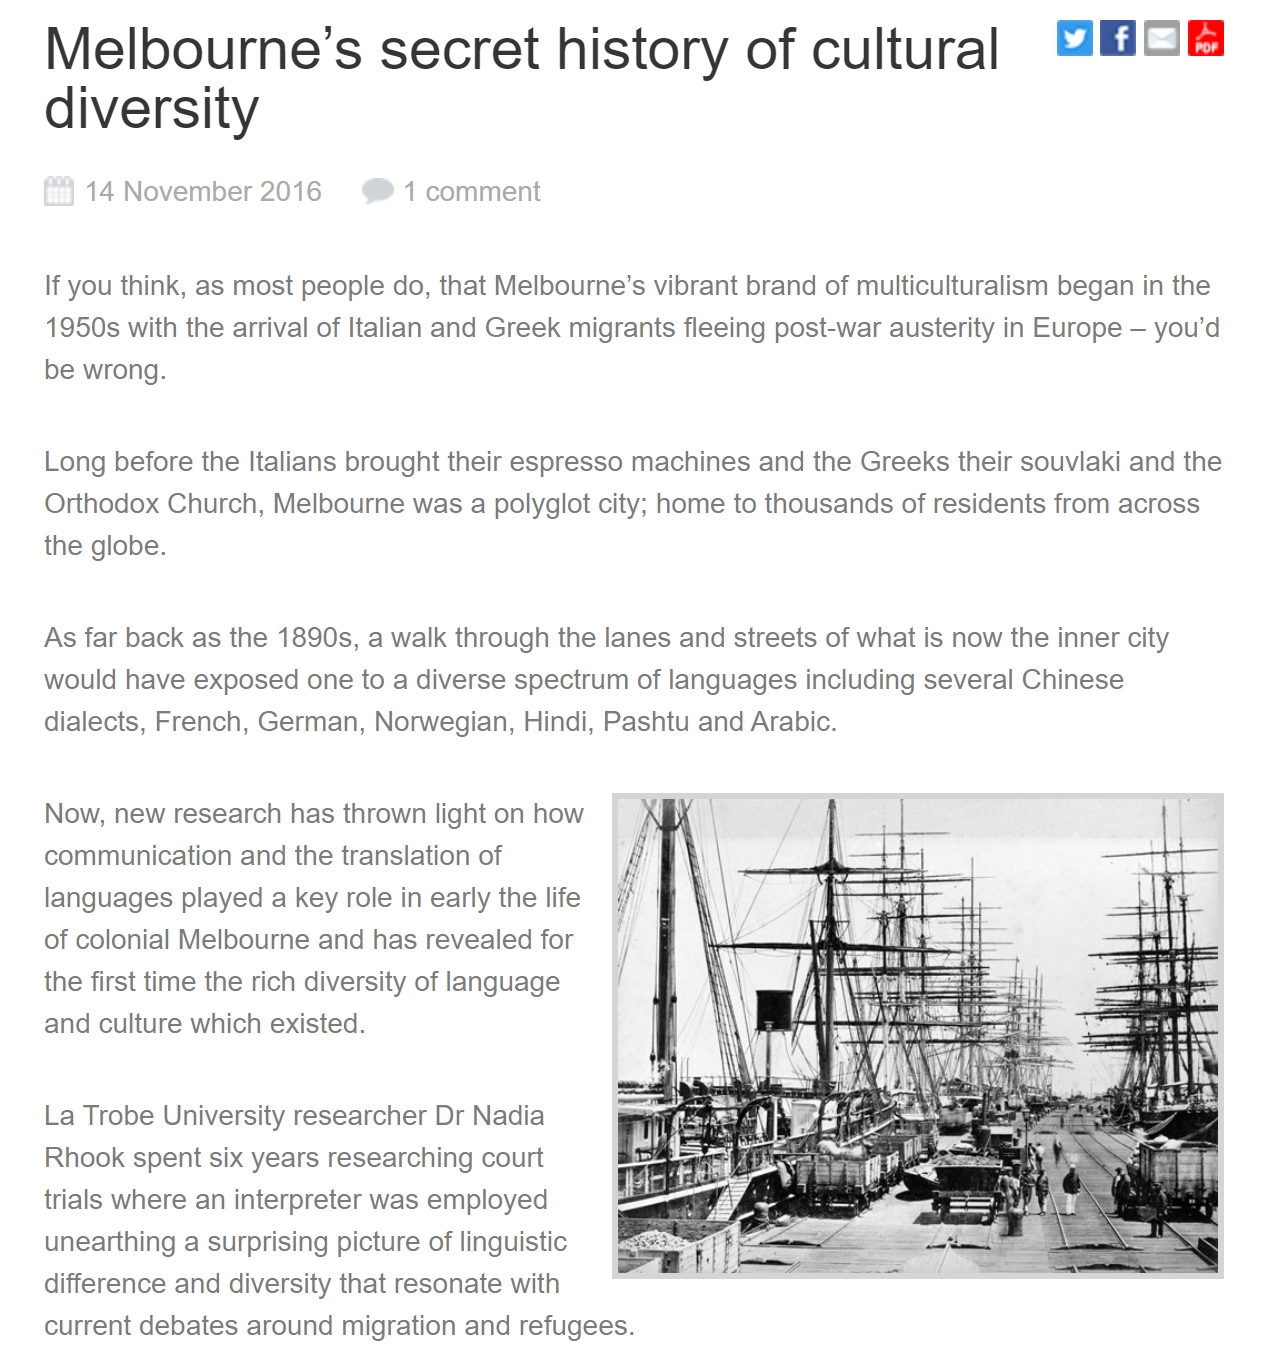 Melbourne’s secret history of cultural
diversity
PDF
14 November 2016 1 comment
If you think, as most people do, that Melbourne’s vibrant brand of multiculturalism began in the
1950s with the arrival of Italian and Greek migrants fleeing post-war austerity in Europe – you’d
be wrong.
Long before the Italians brought their espresso machines and the Greeks their souvlaki and the
Orthodox Church, Melbourne was a polyglot city; home to thousands of residents from across
the globe.
As far back as the 1890s, a walk through the lanes and streets of what is now the inner city
would have exposed one to a diverse spectrum of languages including several Chinese
dialects, French, German, Norwegian, Hindi, Pashtu and Arabic.
Now, new research has thrown light on how
communication and the translation of
languages played a key role in early the life
of colonial Melbourne and has revealed for
the first time the rich diversity of language
and culture which existed.
La Trobe University researcher Dr Nadia
Rhook spent six years researching court
trials where an interpreter was employed
unearthing a surprising picture of linguistic
difference and diversity that resonate with
current debates around migration and refugees.